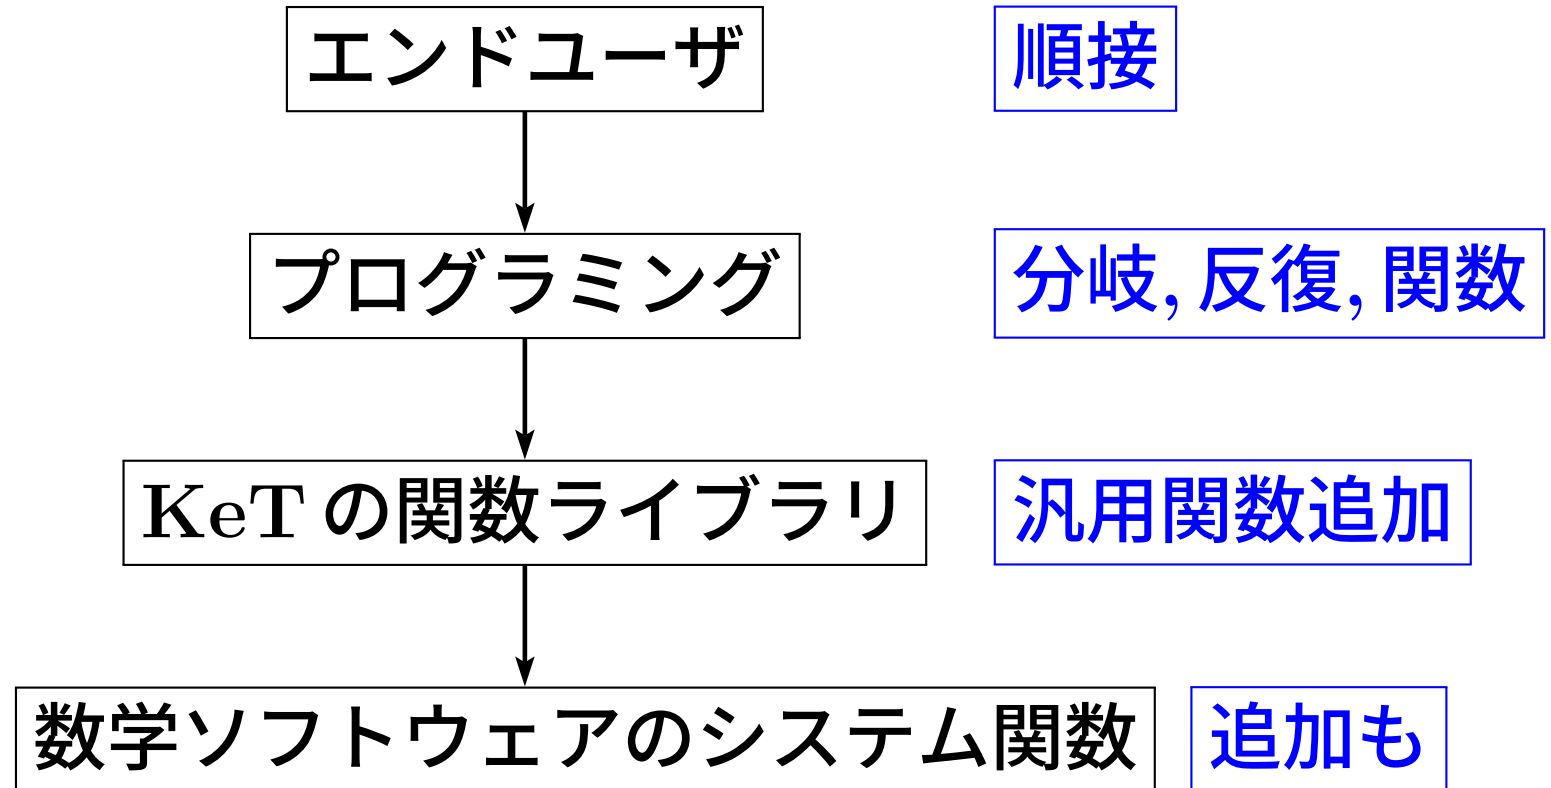 エンドユーザ
順接
プログラミング
分岐, 反復, 関数
KeT の関数ライブラリ
汎用関数追加
数学ソフトウェアのシステム関数
追加も